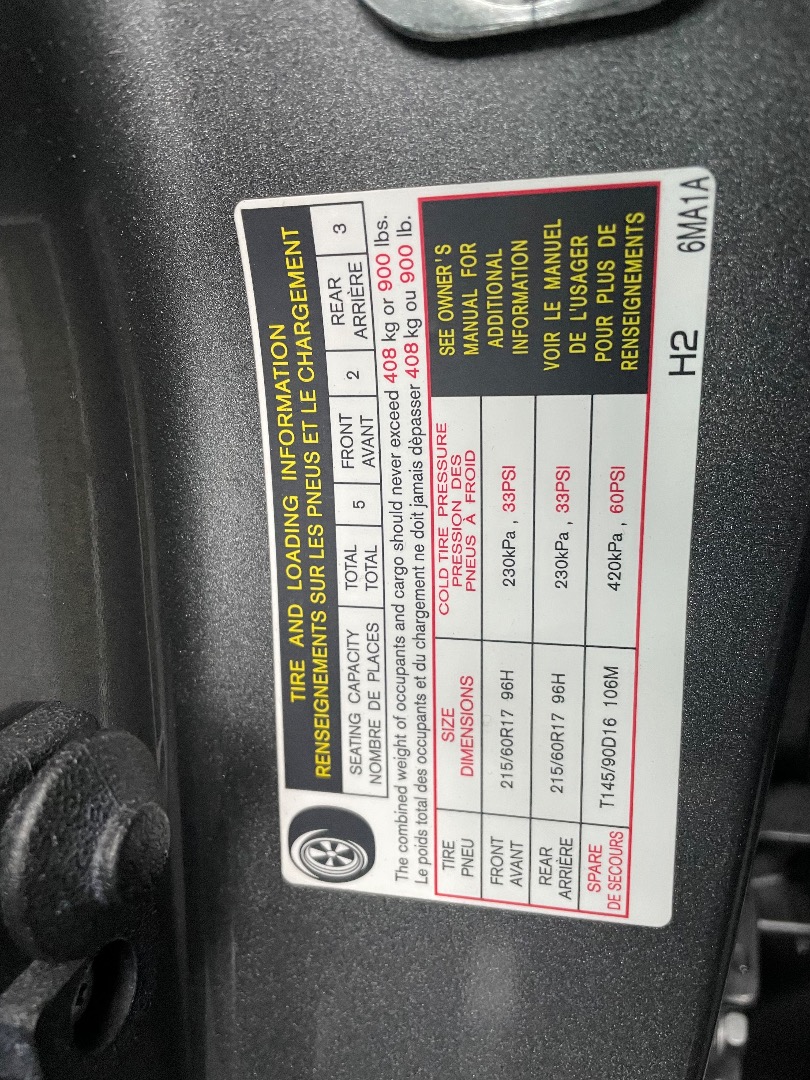 TIRE AND LOADING INFORMATION
RENSEIGNEMENTS SUR LES PNEUS ET LE CHARGEMENT
SEATING CAPACITY
NOMBRE DE PLACES
TOTAL
TOTAL
5
FRONT
AVANT
2
REAR
ARRIÈRE
3
The combined weight of occupants and cargo should never exceed 408 kg or 900 lbs.
Le poids total des occupants et du chargement ne doit jamais dèpasser 408 kg ou 900 lb.
TIRE
PNEU
SIZE
DIMENSIONS
COLD TIRE PRESSURE
PRESSION DES
PNEUS À FROID
FRONT
AVANT
215/60R17 96H
230kPa , 33PSI
REAR
ARRIÈRE
215/60R17 96H
230kPa , 33PSI
SPARE
DE SECOURS
T145/90D16 106M
420kPa , 60PSI
SEE OWNER'S
MANUAL FOR
ADDITIONAL
INFORMATION
VOIR LE MANUEL
DE L'USAGER
POUR PLUS DE
RENSEIGNEMENTS
H2 6MA1A